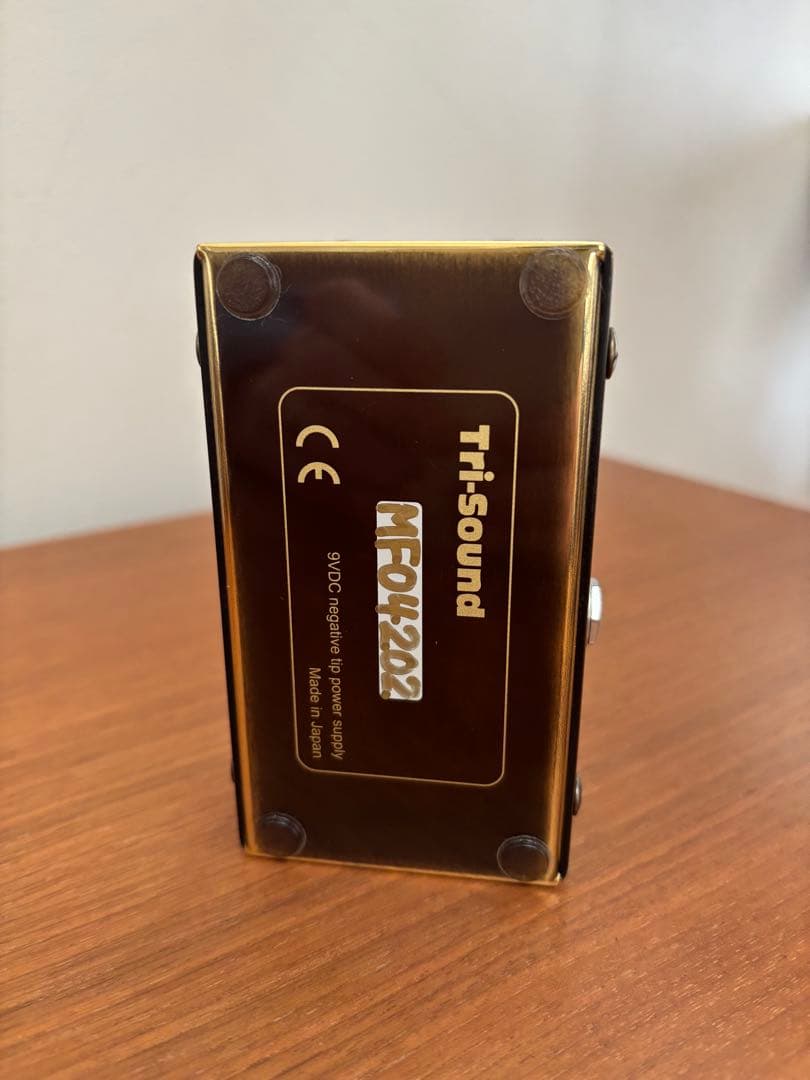 Tri-Sound
MF04202
9VDC negative tip power supply
Made in Japan
CE